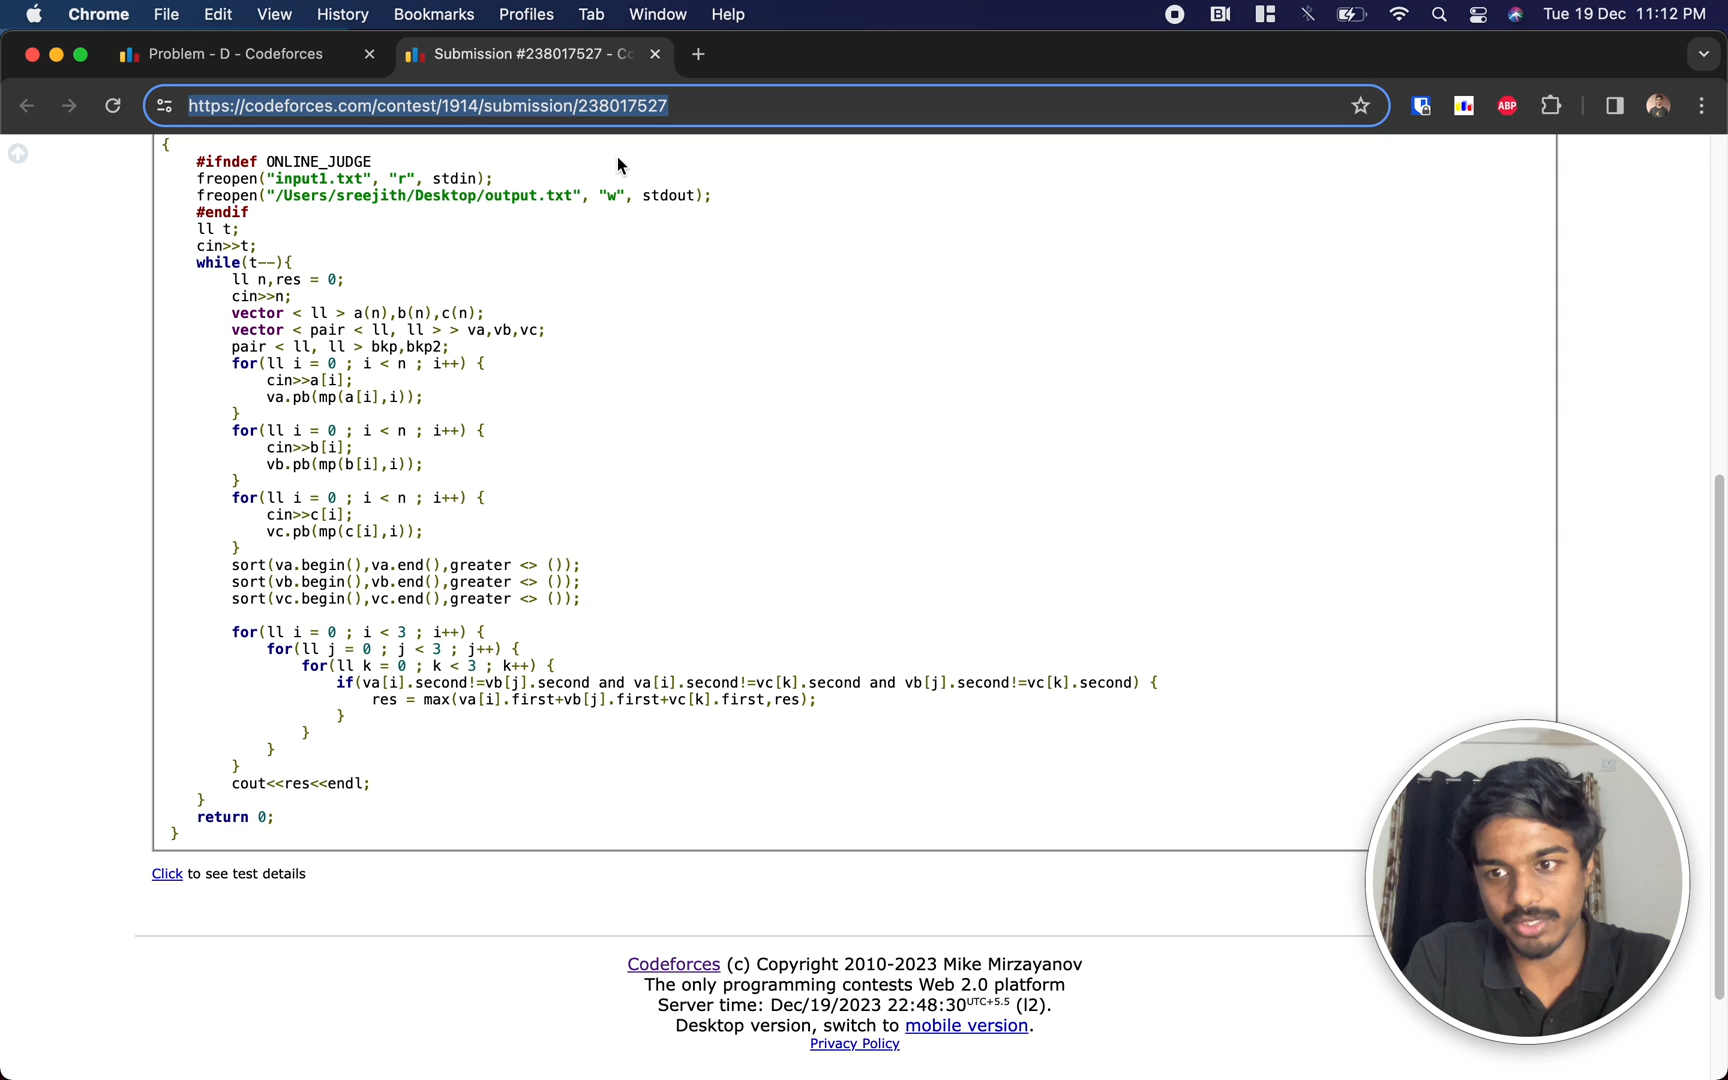 Chrome File Edit View History Bookmarks Profiles Tab Window Help Tue 19 Dec 11:12 PM
Problem - D - Codeforces Submission #238017527 - Co
https://codeforces.com/contest/1914/submission/238017527
ABP
{
#ifndef ONLINE_JUDGE
freopen("input1.txt", "r", stdin);
freopen("/Users/sreejith/Desktop/output.txt", "w", stdout);
#endif
ll t;
cin>>t;
while(t--){
ll n,res = 0;
cin>>n;
vector < ll > a(n),b(n),c(n);
vector < pair < ll, ll > > va,vb,vc;
pair < ll, ll > bkp,bkp2;
for(ll i = 0 ; i < n ; i++) {
cin>>a[i];
va.pb(mp(a[i],i));
}
for(ll i = 0 ; i < n ; i++) {
cin>>b[i];
vb.pb(mp(b[i],i));
}
for(ll i = 0 ; i < n ; i++) {
cin>>c[i];
vc.pb(mp(c[i],i));
}
sort(va.begin(),va.end(),greater <> ());
sort(vb.begin(),vb.end(),greater <> ());
sort(vc.begin(),vc.end(),greater <> ());
for(ll i = 0 ; i < 3 ; i++) {
for(ll j = 0 ; j < 3 ; j++) {
for(ll k = 0 ; k < 3 ; k++) {
if(va[i].second!=vb[j].second and va[i].second!=vc[k].second and vb[j].second!=vc[k].second) {
res = max(va[i].first+vb[j].first+vc[k].first,res);
}
}
}
}
cout<<res<<endl;
}
return 0;
}
Click to see test details
Codeforces (c) Copyright 2010-2023 Mike Mirzayanov
The only programming contests Web 2.0 platform
Server time: Dec/19/2023 22:48:30UTC+5.5 (l2).
Desktop version, switch to mobile version.
Privacy Policy